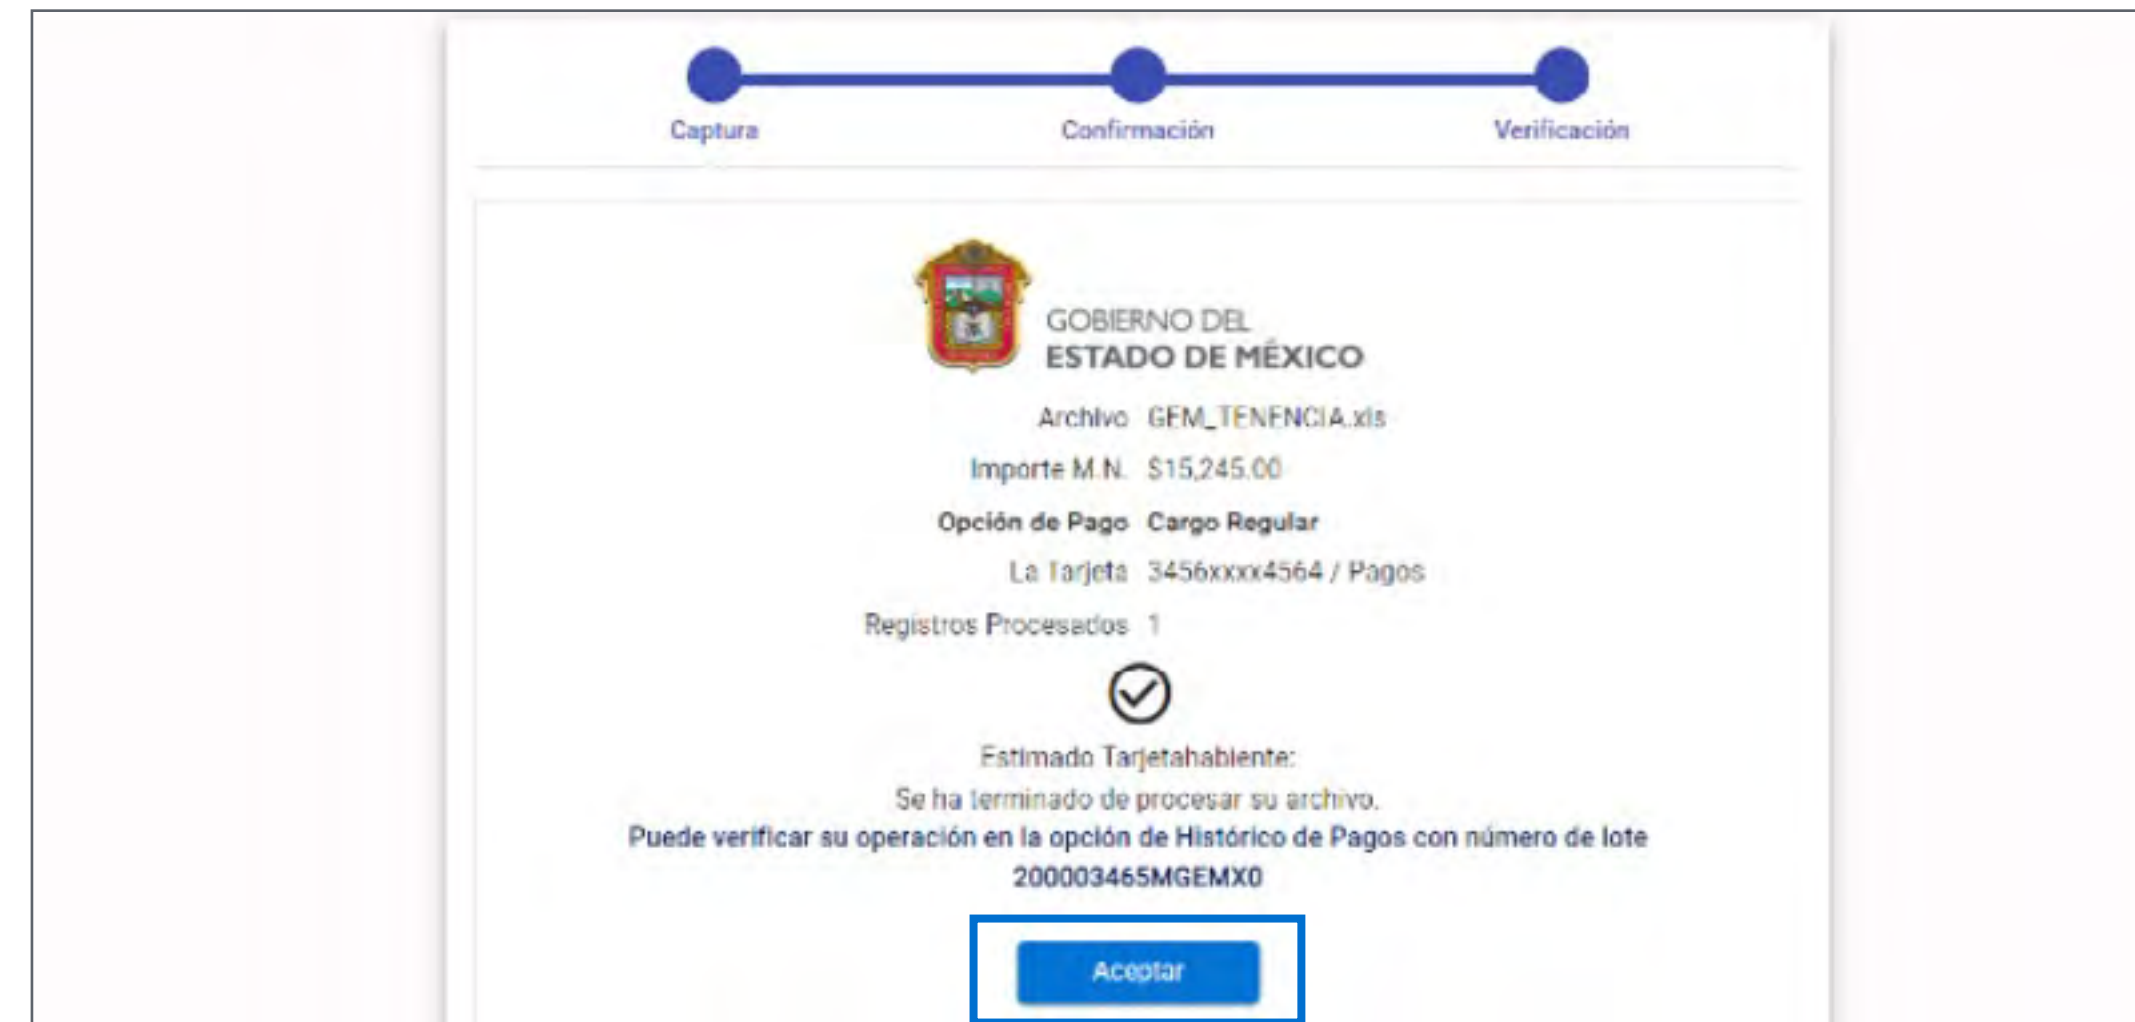 Captura Confirmación Verificación
GOBIERNO DEL
ESTADO DE MÉXICO
Archivo GEM_TENENCIA.xls
Importe M.N. $15,245.00
Opción de Pago Cargo Regular
La Tarjeta 3456xxxx4564 / Pagos
Registros Procesados 1
Estimado Tarjetahabiente:
Se ha terminado de procesar su archivo.
Puede verificar su operación en la opción de Histórico de Pagos con número de lote
200003465MGEMX0
Aceptar